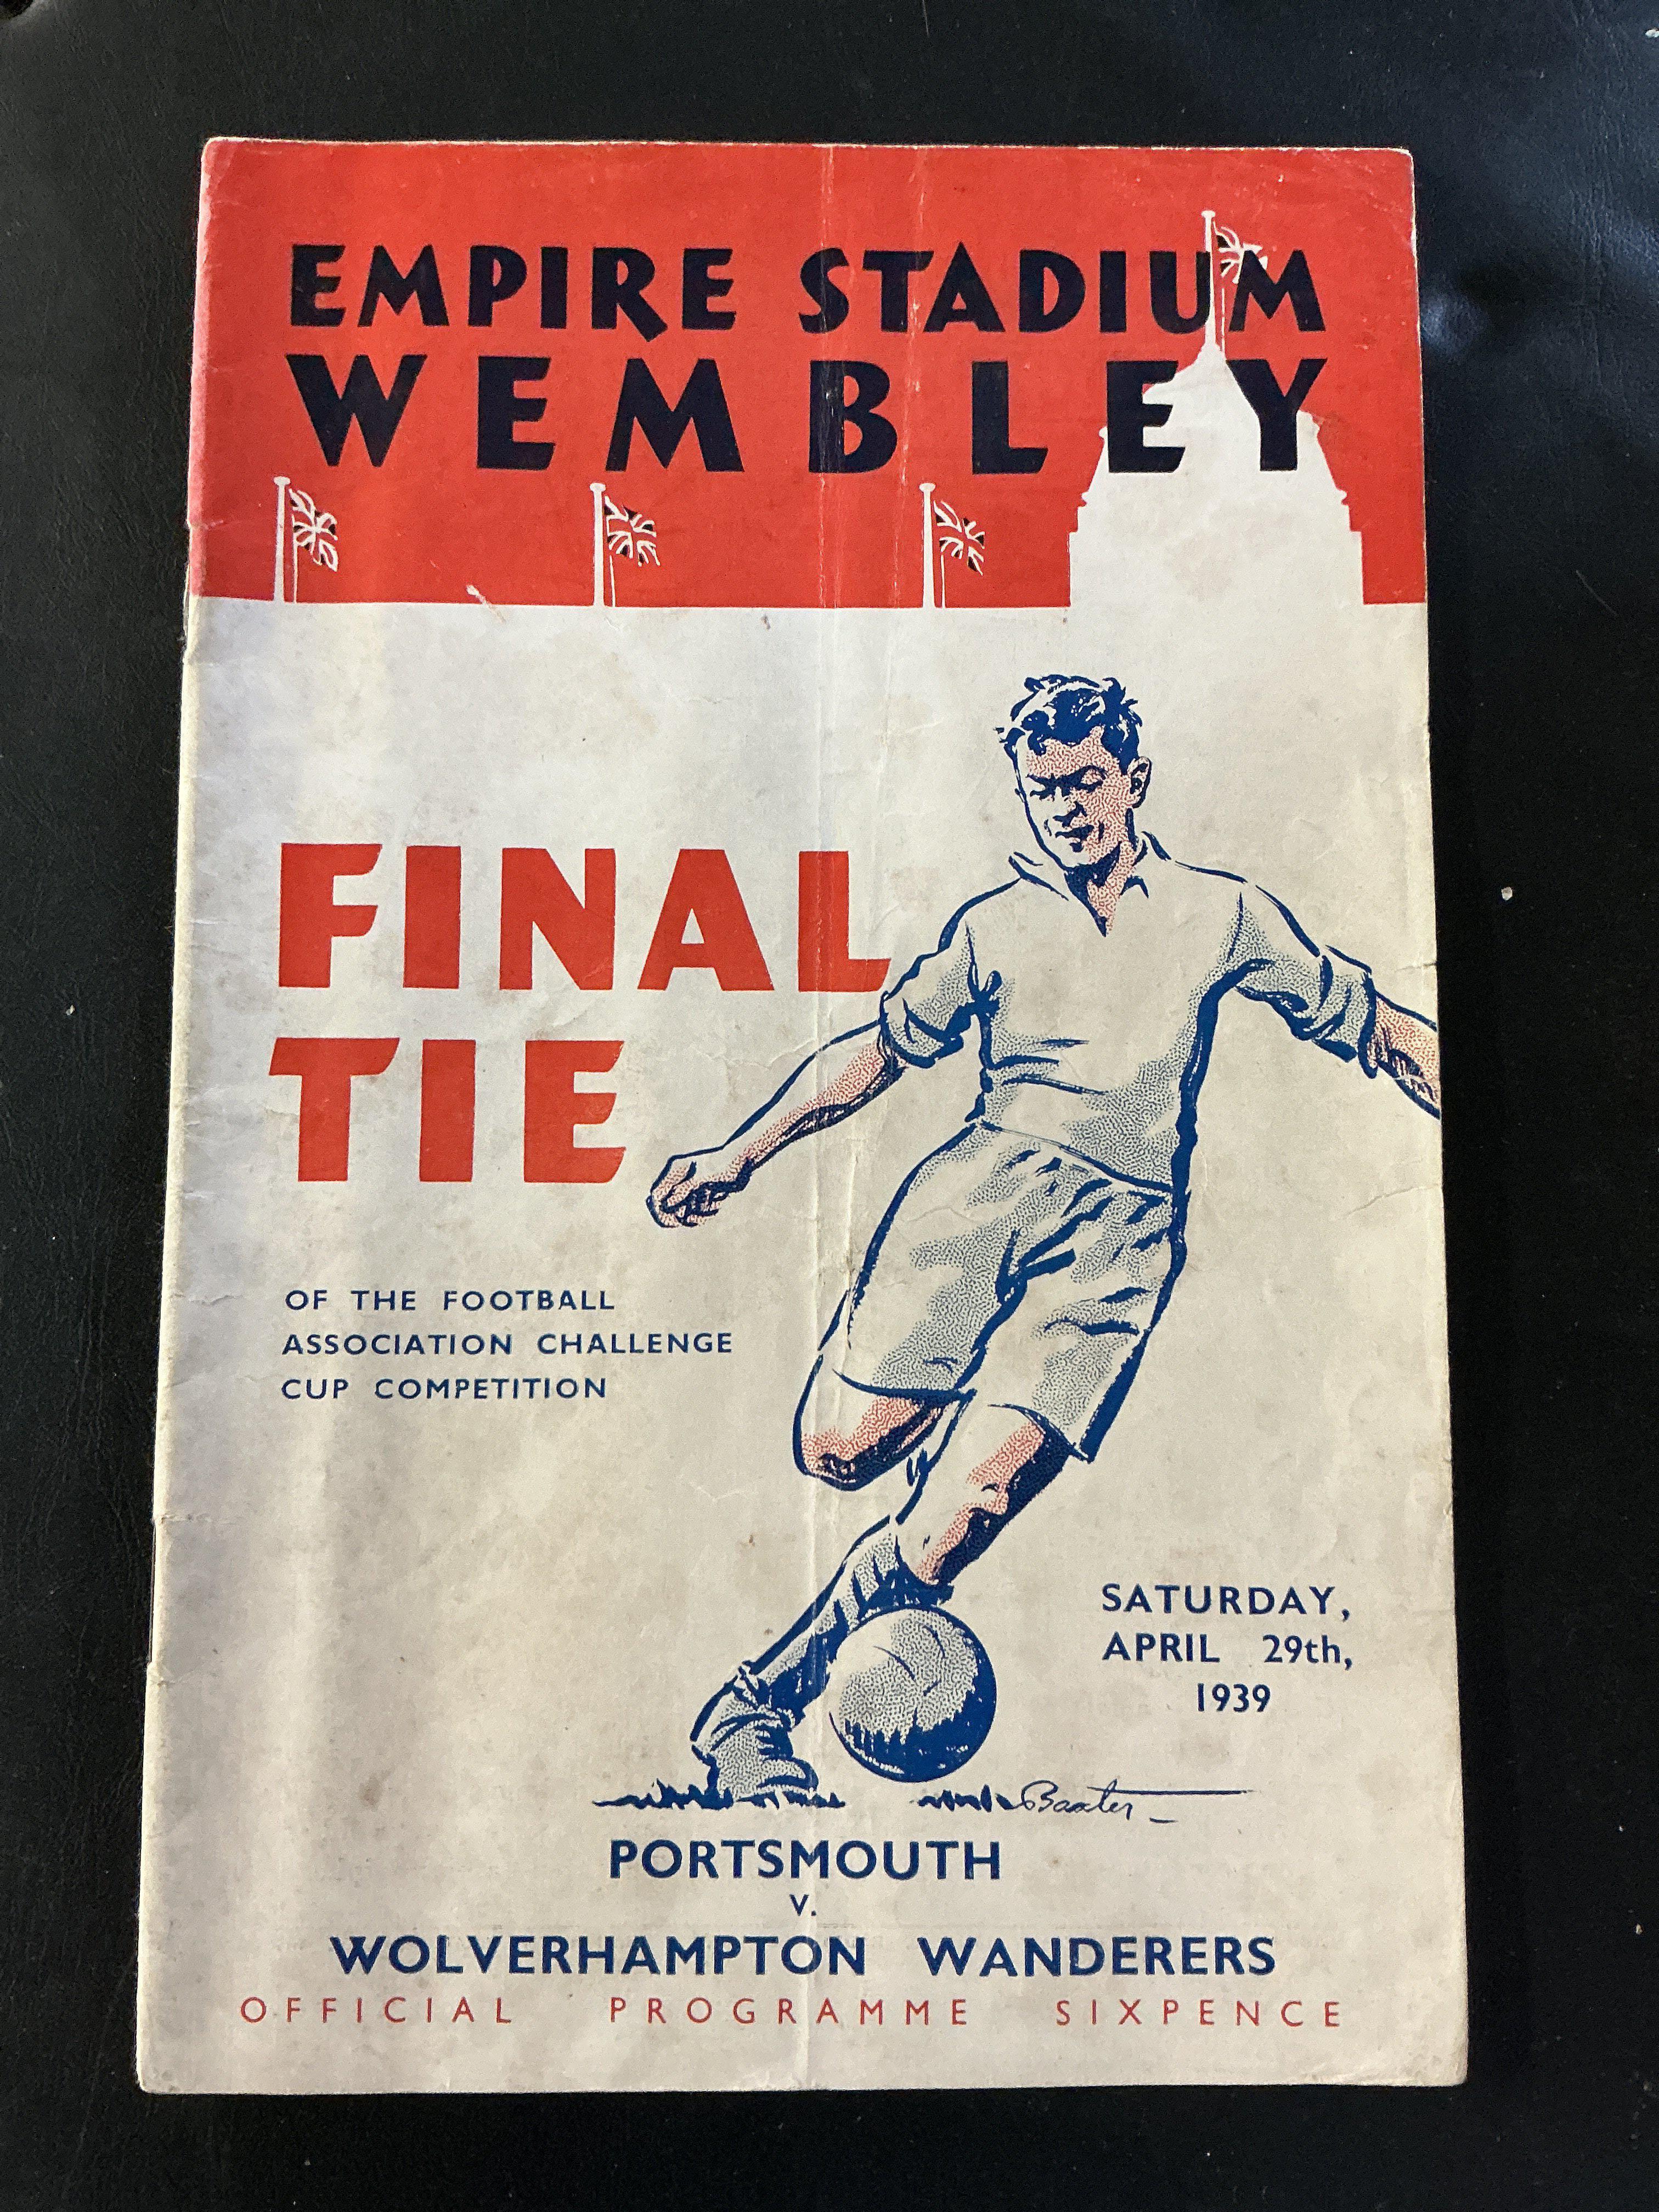 EMPIRE STADIUM
WEMBLEY
FINAL
TIE
OF THE FOOTBALL
ASSOCIATION CHALLENGE
CUP COMPETITION
SATURDAY,
APRIL 29th,
1939
Baxter
PORTSMOUTH
V.
WOLVERHAMPTON WANDERERS
OFFICIAL PROGRAMME SIXPENCE